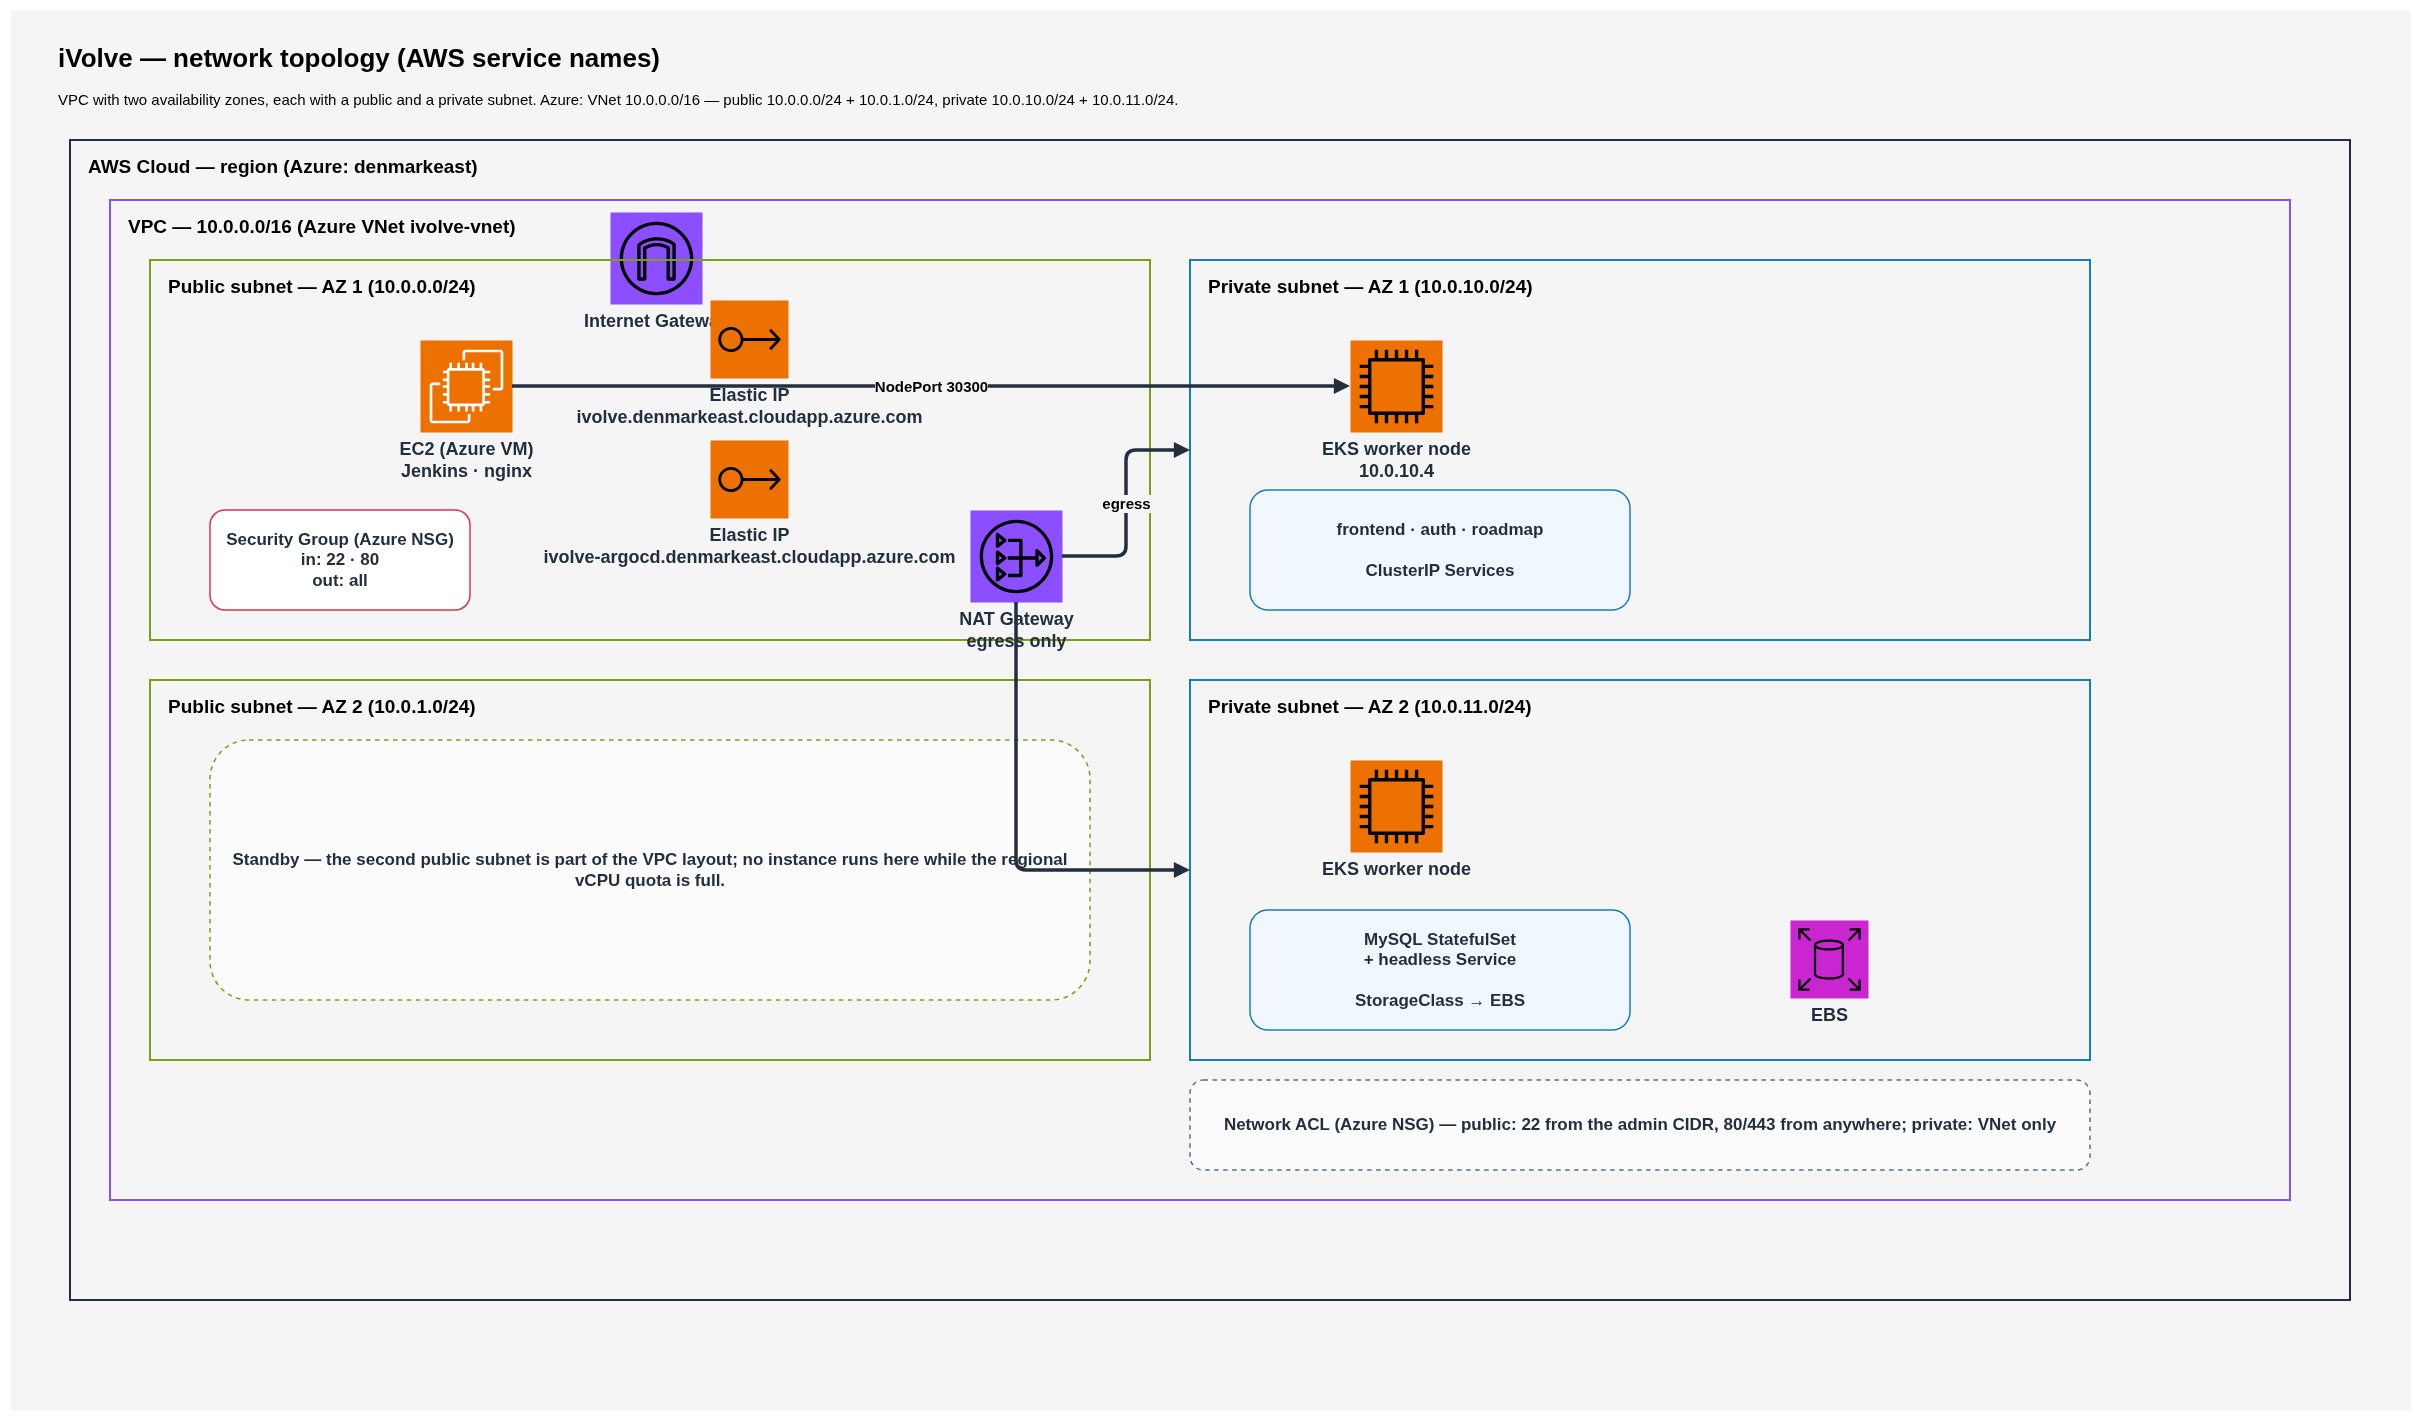 iVolve — network topology (AWS service names)
VPC with two availability zones, each with a public and a private subnet. Azure: VNet 10.0.0.0/16 — public 10.0.0.0/24 + 10.0.1.0/24, private 10.0.10.0/24 + 10.0.11.0/24.
AWS Cloud — region (Azure: denmarkeast)
VPC — 10.0.0.0/16 (Azure VNet ivolve-vnet)
Public subnet — AZ 1 (10.0.0.0/24)
Internet Gatewa
Elastic IP
ivolve.denmarkeast.cloudapp.azure.com
NodePort 30300
EC2 (Azure VM)
Jenkins · nginx
Elastic IP
ivolve-argocd.denmarkeast.cloudapp.azure.com
Security Group (Azure NSG)
in: 22 · 80
out: all
NAT Gateway
egress only
egress
Private subnet — AZ 1 (10.0.10.0/24)
EKS worker node
10.0.10.4
frontend · auth · roadmap
ClusterIP Services
Public subnet — AZ 2 (10.0.1.0/24)
Standby — the second public subnet is part of the VPC layout; no instance runs here while the regional
vCPU quota is full.
Private subnet — AZ 2 (10.0.11.0/24)
EKS worker node
MySQL StatefulSet
+ headless Service
StorageClass → EBS
EBS
Network ACL (Azure NSG) — public: 22 from the admin CIDR, 80/443 from anywhere; private: VNet only